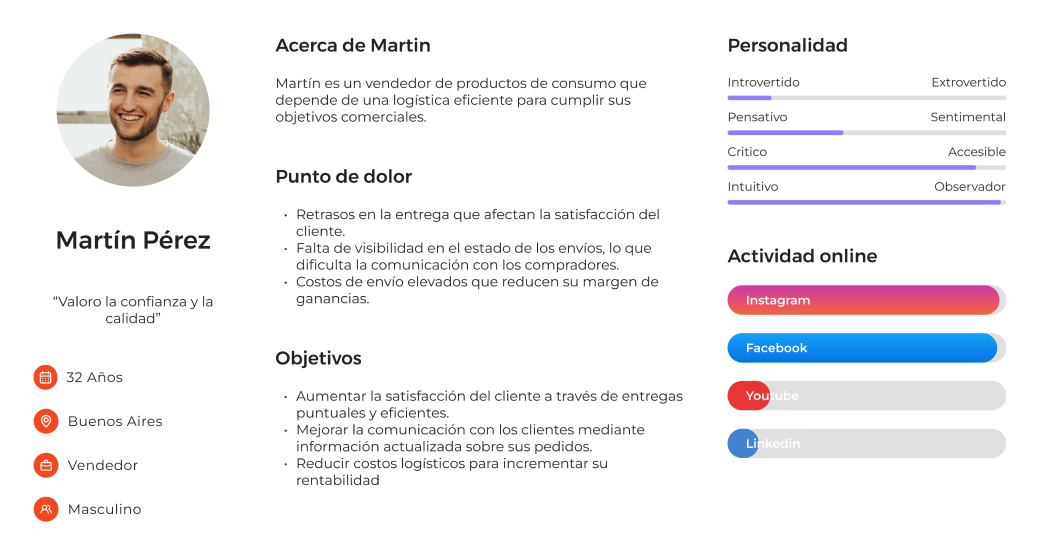 Martín Pérez
“Valoro la confianza y la
calidad”
32 Años
Buenos Aires
Vendedor
Masculino
Acerca de Martin
Martín es un vendedor de productos de consumo que
depende de una logística eficiente para cumplir sus
objetivos comerciales.
Punto de dolor
• Retrasos en la entrega que afectan la satisfacción del
cliente.
• Falta de visibilidad en el estado de los envíos, lo que
dificulta la comunicación con los compradores.
• Costos de envío elevados que reducen su margen de
ganancias.
Objetivos
• Aumentar la satisfacción del cliente a través de entregas
puntuales y eficientes.
• Mejorar la comunicación con los clientes mediante
información actualizada sobre sus pedidos.
• Reducir costos logísticos para incrementar su
rentabilidad
Personalidad
Introvertido Extrovertido
Pensativo Sentimental
Critico Accesible
Intuitivo Observador
Actividad online
Instagram
Facebook
Youtube
Linkedin